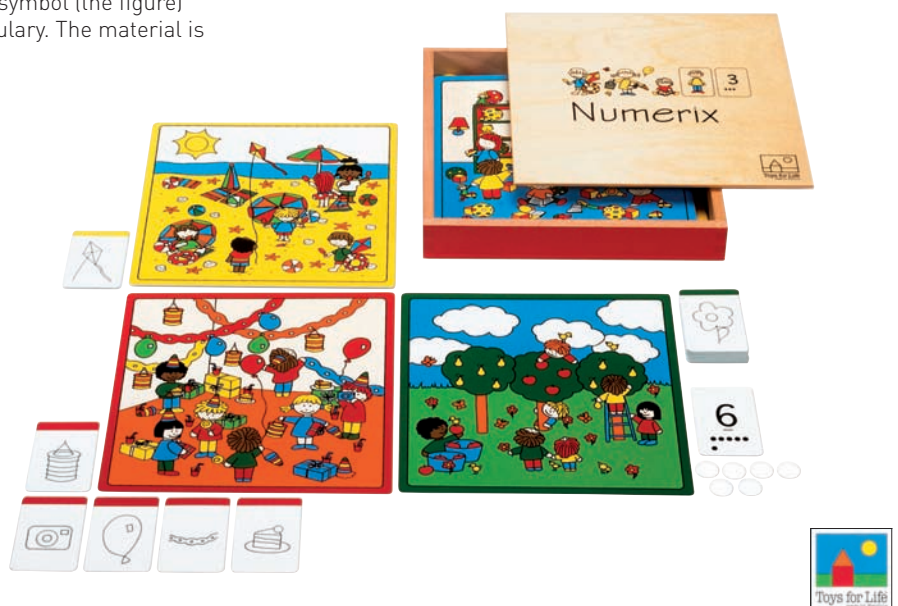 symbol (the figure)
ulary. The material is
3
Numerix
Toys for Life
6
Toys for Life